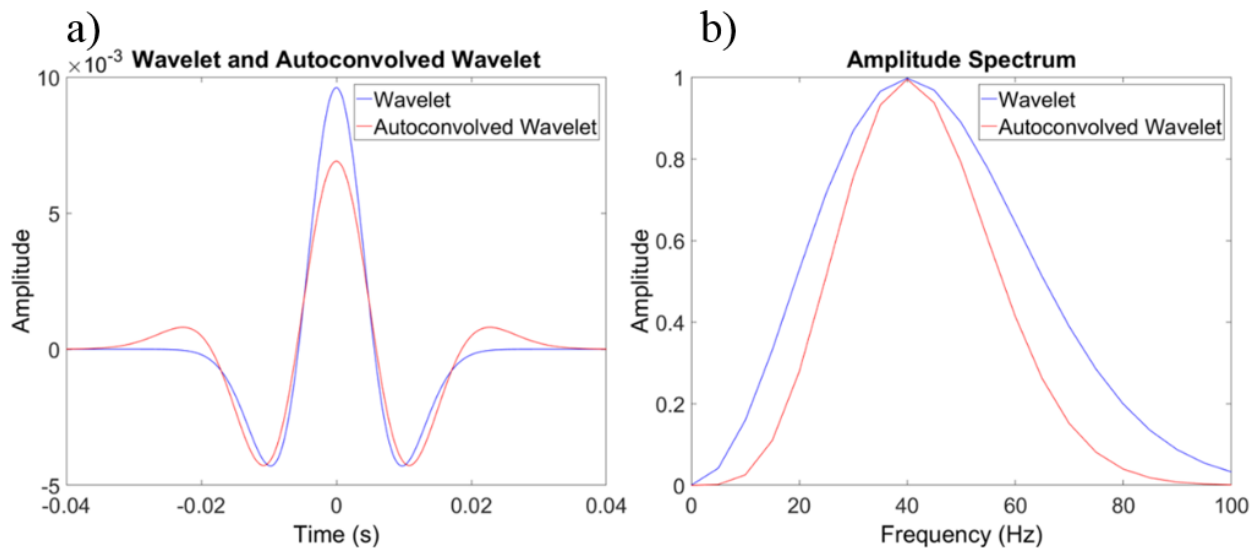 a)
Wavelet and Autoconvolved Wavelet
×10⁻³
10
5
0
-5
Amplitude
Wavelet
Autoconvolved Wavelet
-0.04 -0.02 0 0.02 0.04
Time (s)
b)
Amplitude Spectrum
1
0.8
0.6
0.4
0.2
0
Amplitude
Wavelet
Autoconvolved Wavelet
0 20 40 60 80 100
Frequency (Hz)